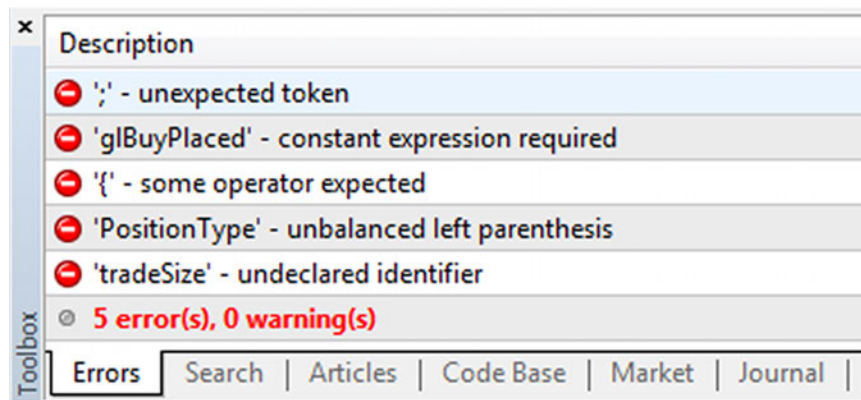 Description
';' - unexpected token
'glBuyPlaced' - constant expression required
'{' - some operator expected
'PositionType' - unbalanced left parenthesis
'tradeSize' - undeclared identifier
5 error(s), 0 warning(s)
Toolbox
Errors | Search | Articles | Code Base | Market | Journal |